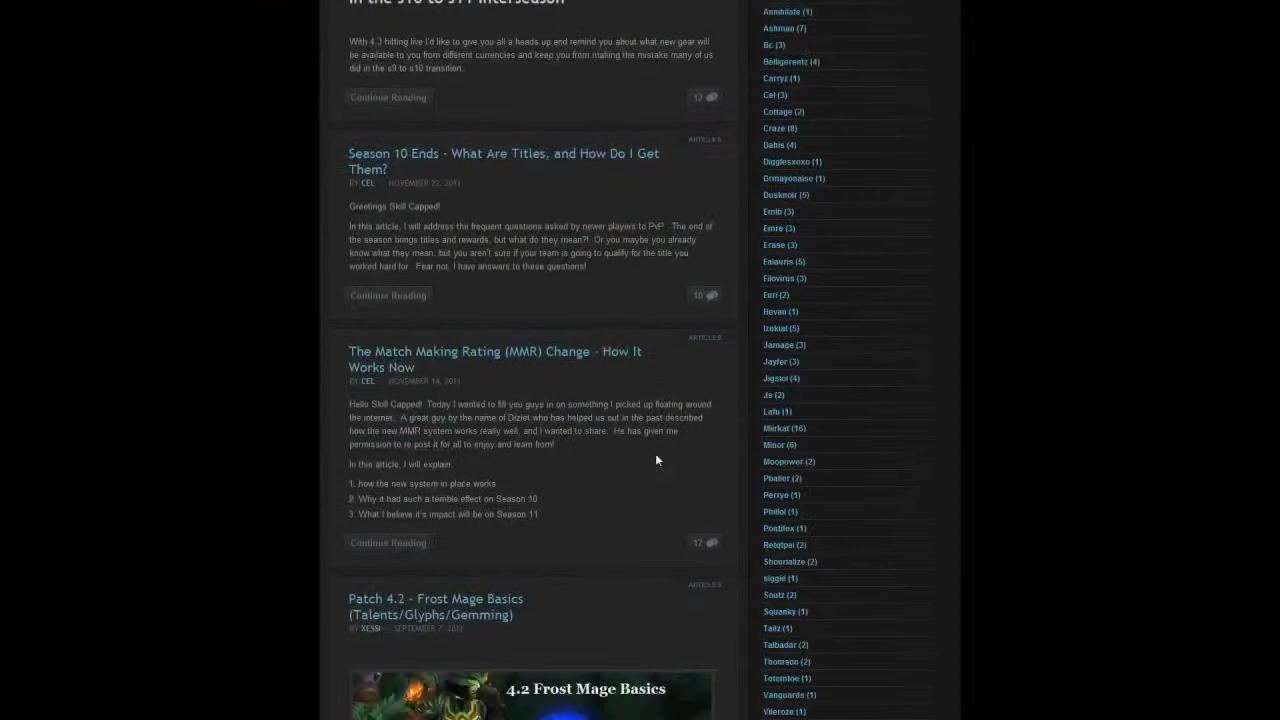 in the s10 to s11 interseason
With 4.3 hitting live I'd like to give you all a heads up and remind you about what new gear will
be available to you from different currencies and keep you from making the mistake many of us
did in the s9 to s10 transition.
Continue Reading
12
ARTICLES
Season 10 Ends - What Are Titles, and How Do I Get
Them?
BY CEL NOVEMBER 22, 2011
Greetings Skill Capped!
In this article, I will address the frequent questions asked by newer players to PvP. The end of
the season brings titles and rewards, but what do they mean?! Or you maybe you already
know what they mean, but you aren't sure if your team is going to qualify for the title you
worked hard for. Fear not, I have answers to these questions!
Continue Reading
10
ARTICLES
The Match Making Rating (MMR) Change - How It
Works Now
BY CEL NOVEMBER 14, 2011
Hello Skill Capped! Today I wanted to fill you guys in on something I picked up floating around
the internet. A great guy by the name of Dizlet who has helped us out in the past described
how the new MMR system works really well, and I wanted to share. He has given me
permission to re post it for all to enjoy and learn from!
In this article, I will explain:
1. how the new system in place works
2. Why it had such a terrible effect on Season 10
3. What I believe it's impact will be on Season 11
Continue Reading
12
ARTICLES
Patch 4.2 - Frost Mage Basics
(Talents/Glyphs/Gemming)
BY XESSI SEPTEMBER 7, 2011
4.2 Frost Mage Basics
Annihilate (1)
Ashman (7)
Bc (3)
Belligerentz (4)
Carryz (1)
Cel (3)
Cottage (2)
Craze (8)
Dabis (4)
Digglesxoxo (1)
Drmayonaise (1)
Dusknoir (5)
Emib (3)
Emre (3)
Erase (3)
Falauris (5)
Filovirus (3)
Furi (2)
Hevan (1)
Izekial (5)
Jamage (3)
Jayfer (3)
Jigstol (4)
Js (2)
Lafu (1)
Mèrkat (16)
Minor (6)
Moopower (2)
Pballer (2)
Perryo (1)
Philiol (1)
Pontifex (1)
Retqtpai (2)
Shourialize (2)
siggiel (1)
Soutz (2)
Squanky (1)
Tailz (1)
Talbadar (2)
Thomson (2)
Totemtoe (1)
Vanguards (1)
Vileroze (1)